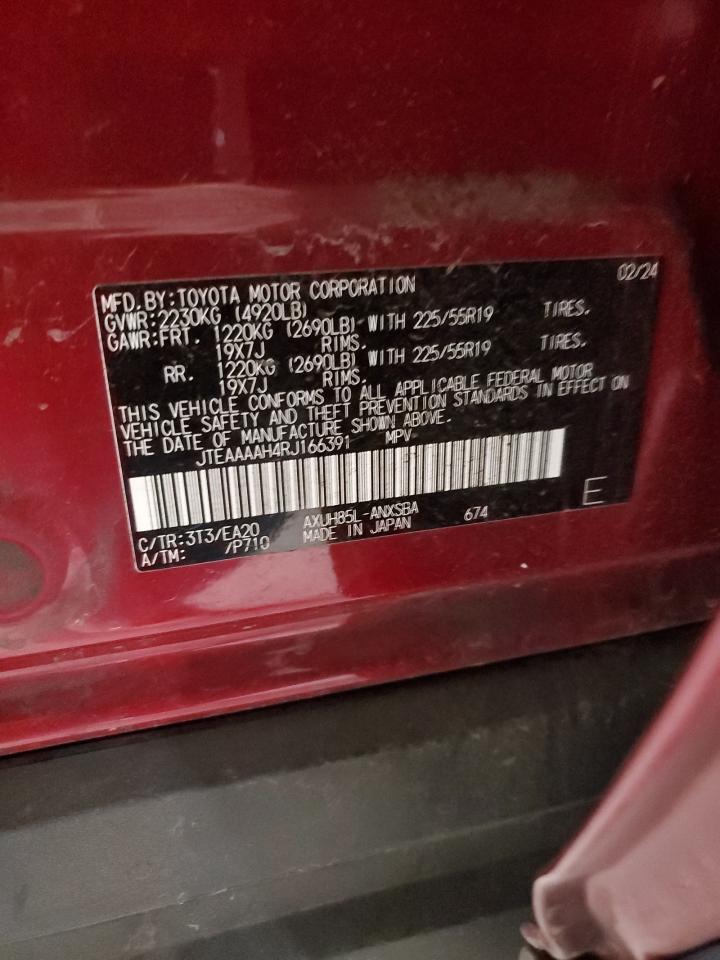 MFD.BY:TOYOTA MOTOR CORPORATION 02/24
GVWR:2230KG (4920LB)
GAWR:FRT. 1220KG (2690LB) WITH 225/55R19 TIRES.
19X7J RIMS.
RR. 1220KG (2690LB) WITH 225/55R19 TIRES.
19X7J RIMS.
THIS VEHICLE CONFORMS TO ALL APPLICABLE FEDERAL MOTOR
VEHICLE SAFETY AND THEFT PREVENTION STANDARDS IN EFFECT ON
THE DATE OF MANUFACTURE SHOWN ABOVE.
JTEAAAAH4RJ166391 MPV
E
C/TR:3T3/EA20 AXUH85L-ANXSBA 674
A/TM: /P710 MADE IN JAPAN